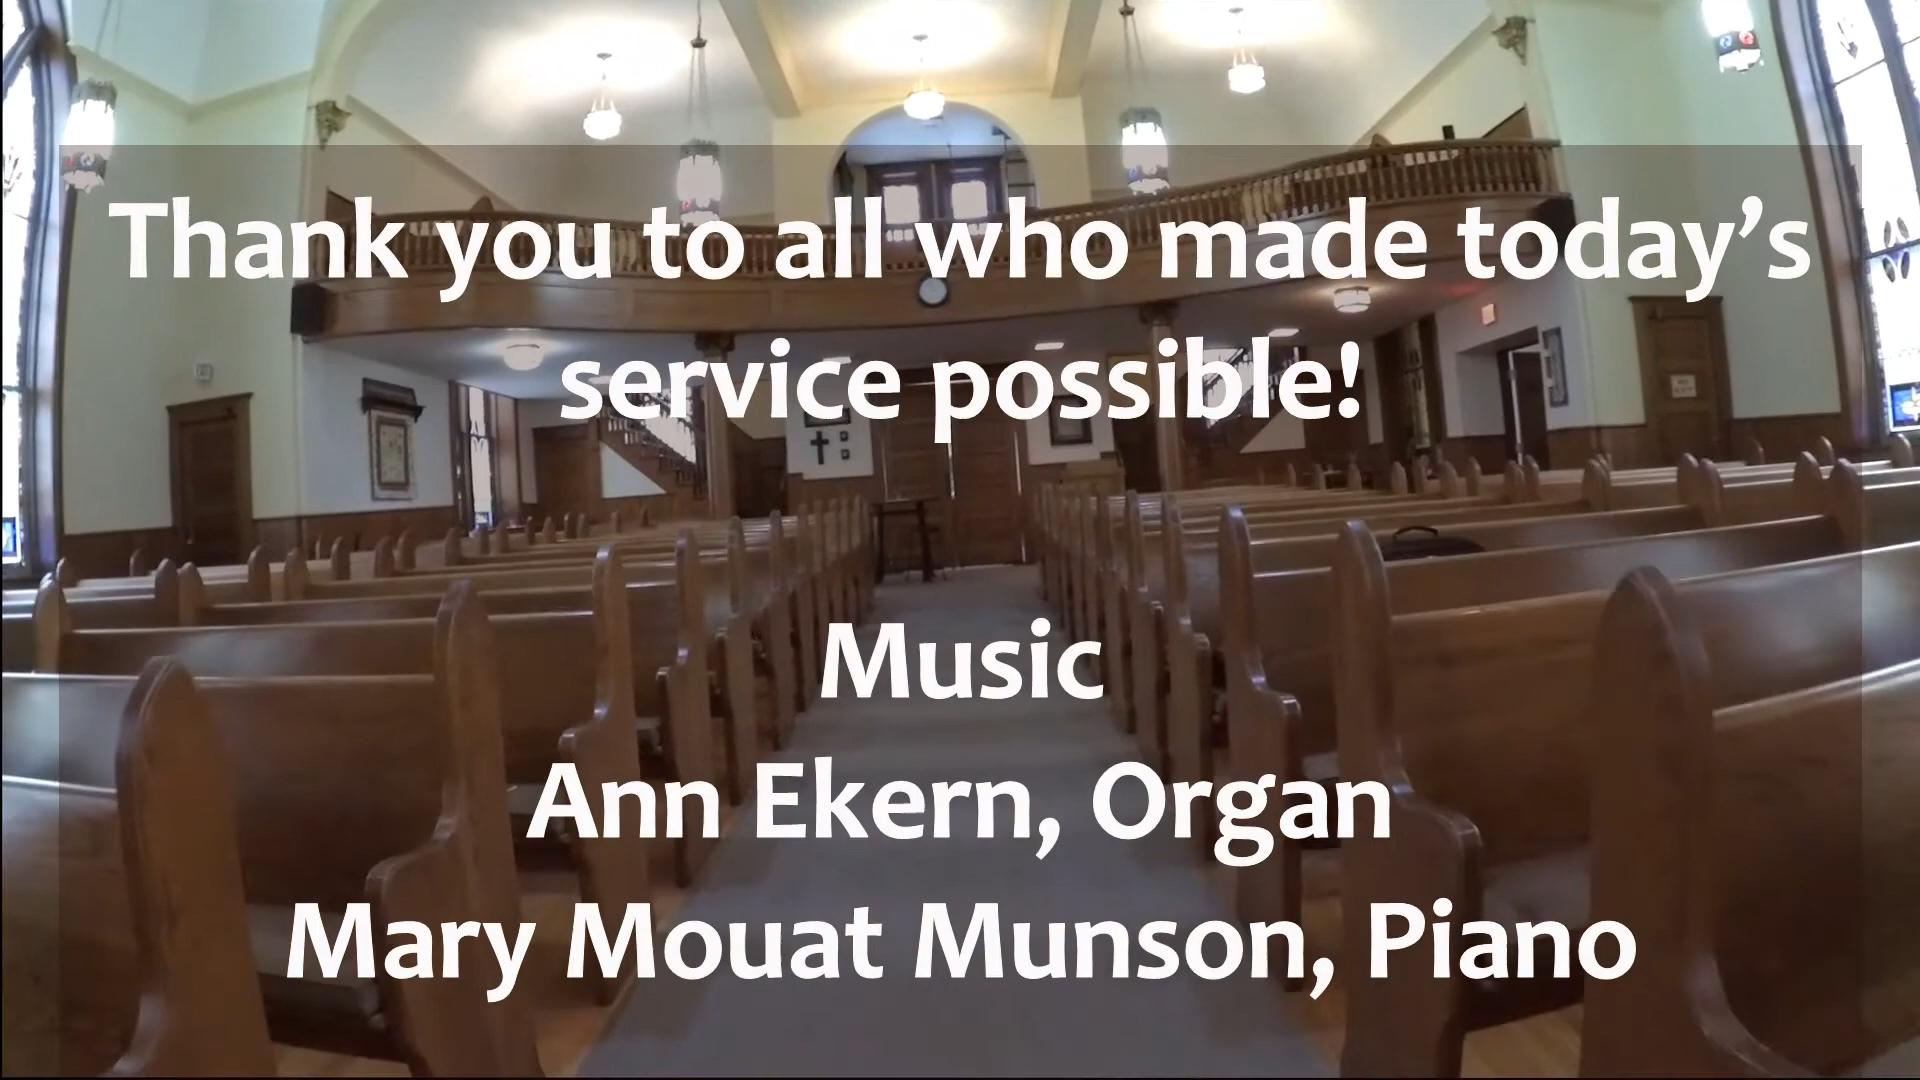 Thank you to all who made today’s
service possible!
Music
Ann Ekern, Organ
Mary Mouat Munson, Piano